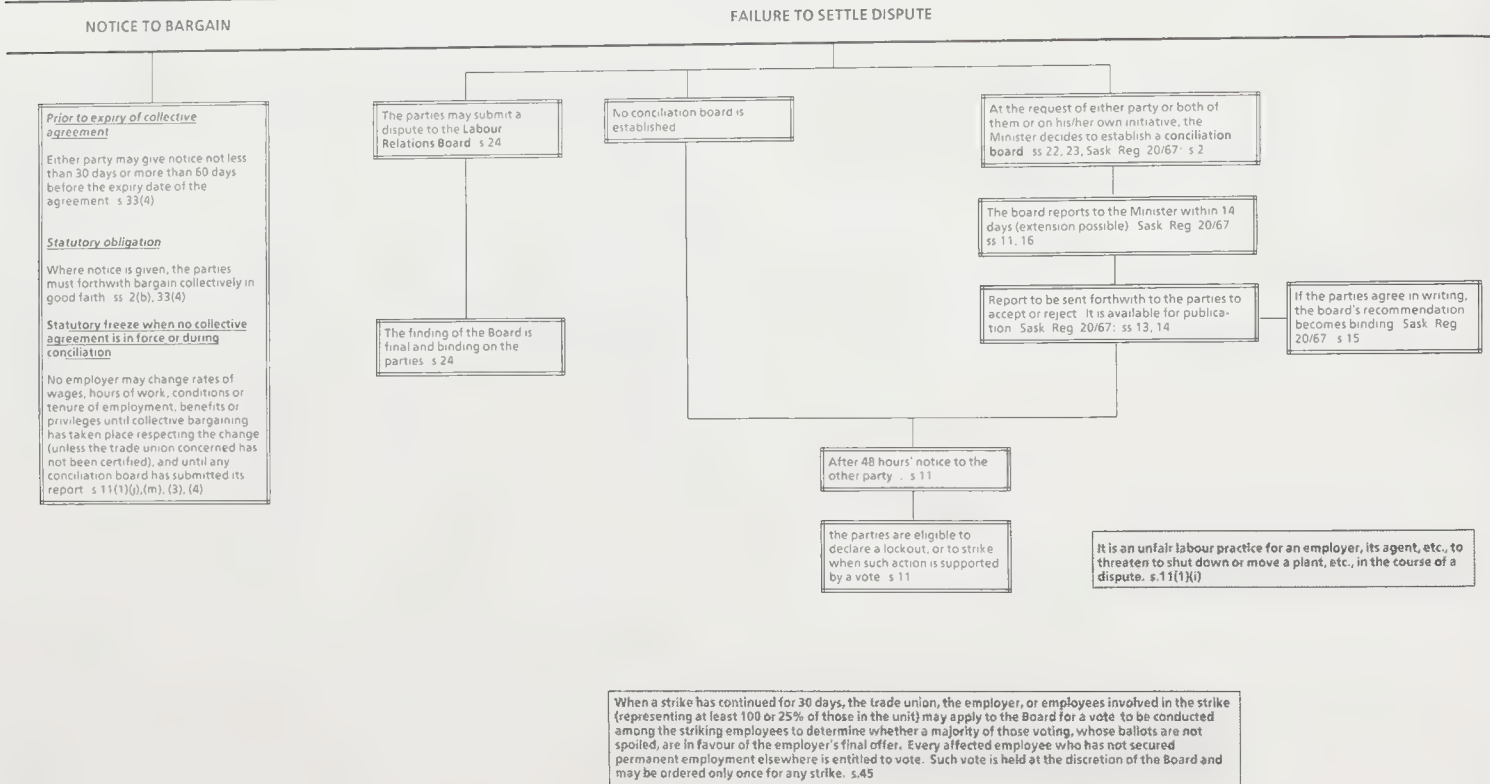 NOTICE TO BARGAIN
FAILURE TO SETTLE DISPUTE
Prior to expiry of collective
agreement
Either party may give notice not less
than 30 days or more than 60 days
before the expiry date of the
agreement s 33(4)
Statutory obligation
Where notice is given, the parties
must forthwith bargain collectively in
good faith ss 2(b), 33(4)
Statutory freeze when no collective
agreement is in force or during
conciliation
No employer may change rates of
wages, hours of work, conditions or
tenure of employment, benefits or
privileges until collective bargaining
has taken place respecting the change
(unless the trade union concerned has
not been certified), and until any
conciliation board has submitted its
report s 11(1)(j),(m), (3), (4)
The parties may submit a
dispute to the Labour
Relations Board s 24
The finding of the Board is
final and binding on the
parties s 24
No conciliation board is
established
At the request of either party or both of
them or on his/her own initiative, the
Minister decides to establish a conciliation
board ss 22, 23, Sask Reg 20/67: s 2
The board reports to the Minister within 14
days (extension possible) Sask Reg 20/67
ss 11, 16
Report to be sent forthwith to the parties to
accept or reject It is available for publica-
tion Sask Reg 20/67: ss 13, 14
If the parties agree in writing,
the board's recommendation
becomes binding Sask Reg
20/67 s 15
After 48 hours' notice to the
other party . s 11
the parties are eligible to
declare a lockout, or to strike
when such action is supported
by a vote s 11
It is an unfair labour practice for an employer, its agent, etc., to
threaten to shut down or move a plant, etc., in the course of a
dispute. s.11(1)(i)
When a strike has continued for 30 days, the trade union, the employer, or employees involved in the strike
(representing at least 100 or 25% of those in the unit) may apply to the Board for a vote to be conducted
among the striking employees to determine whether a majority of those voting, whose ballots are not
spoiled, are in favour of the employer's final offer. Every affected employee who has not secured
permanent employment elsewhere is entitled to vote. Such vote is held at the discretion of the Board and
may be ordered only once for any strike. s.45